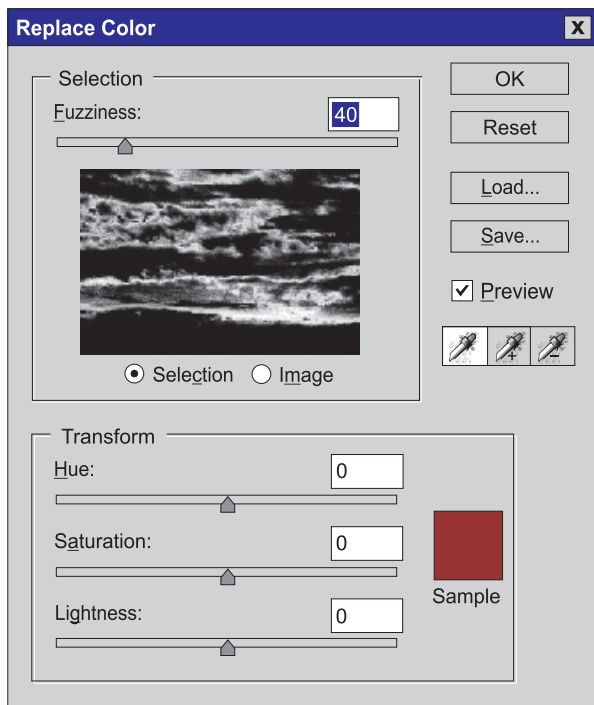 Replace Color
X
Selection
Fuzziness:
40
Selection
Image
OK
Reset
Load...
Save...
Preview
Transform
Hue:
0
Saturation:
0
Lightness:
0
Sample